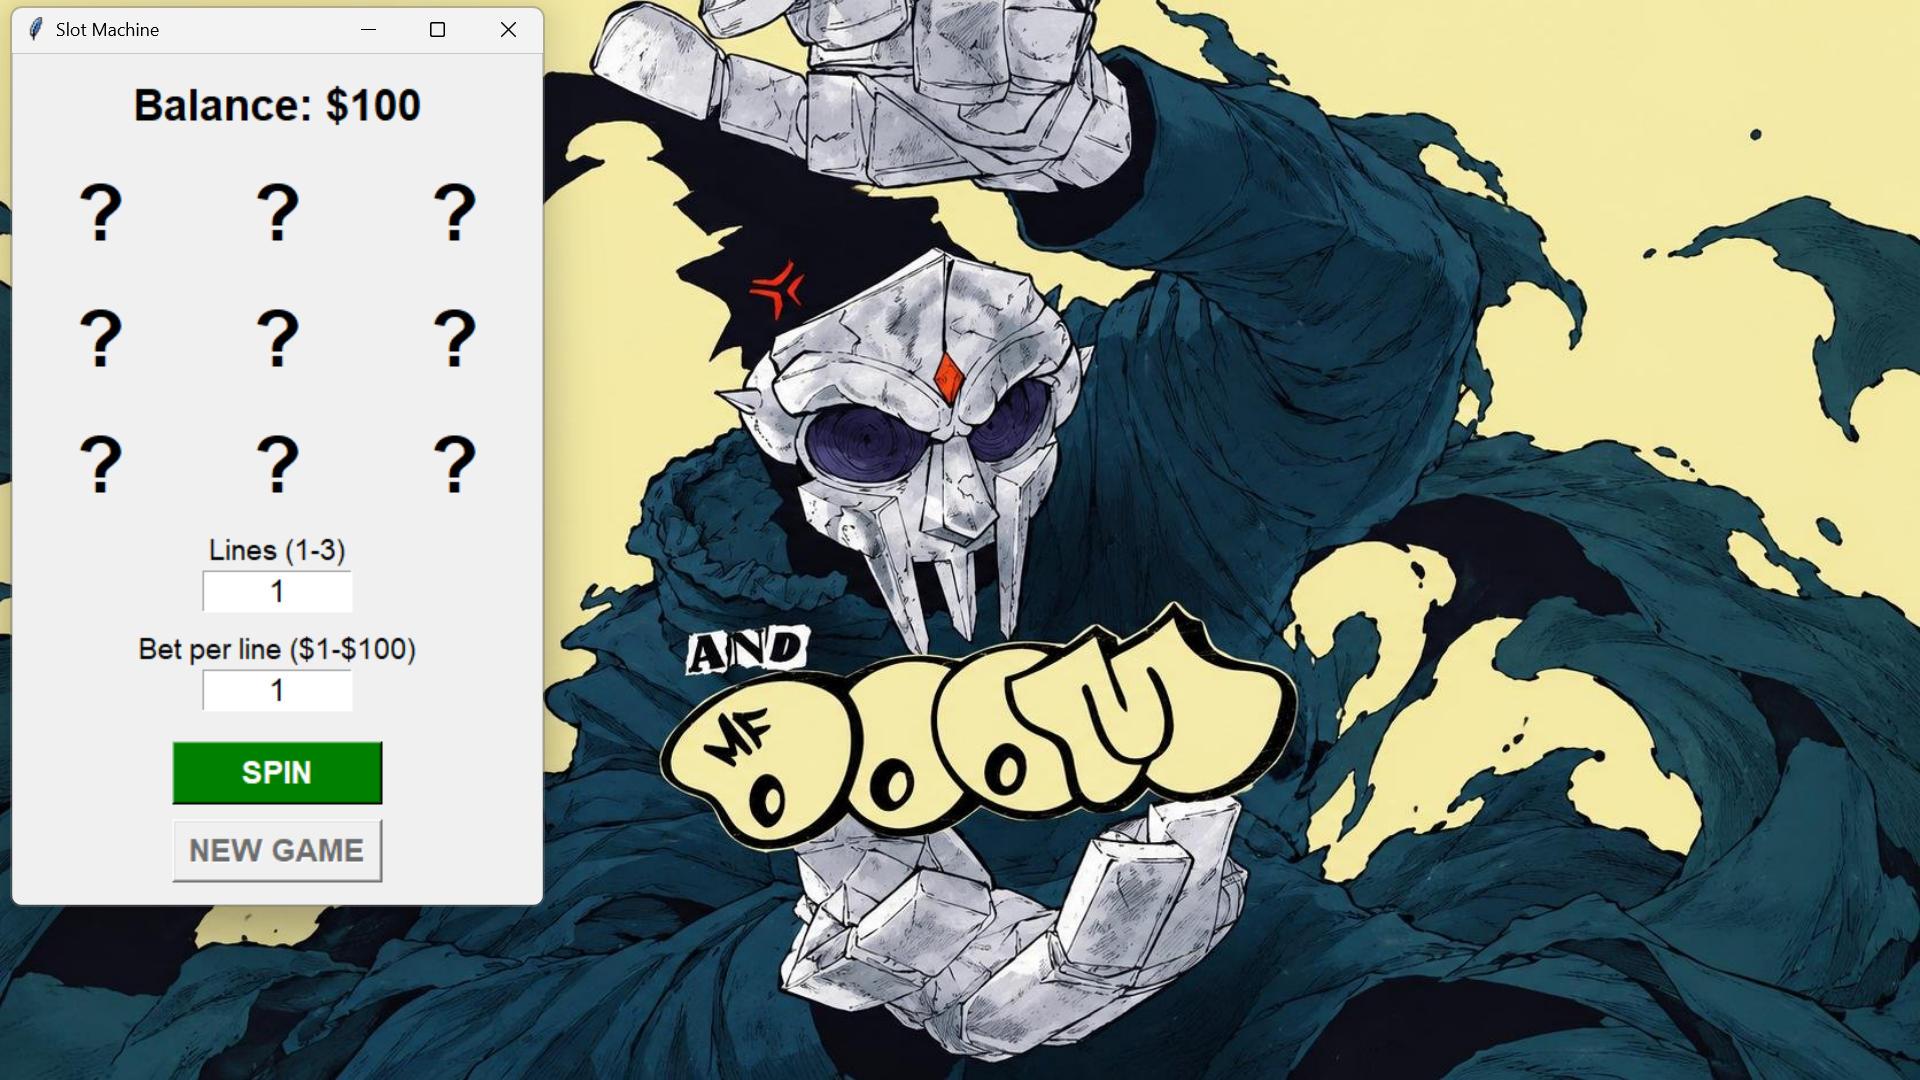 Slot Machine
Balance: $100
? ? ?
? ? ?
? ? ?
Lines (1-3)
1
Bet per line ($1-$100)
1
SPIN
NEW GAME
AND
MF
DOOM